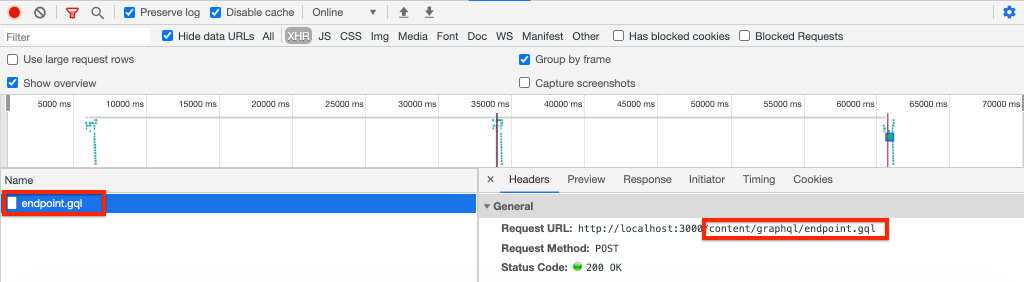 Preserve log Disable cache Online
Filter Hide data URLs All XHR JS CSS Img Media Font Doc WS Manifest Other Has blocked cookies Blocked Requests
Use large request rows Group by frame
Show overview Capture screenshots
5000 ms 10000 ms 15000 ms 20000 ms 25000 ms 30000 ms 35000 ms 40000 ms 45000 ms 50000 ms 55000 ms 60000 ms 65000 ms 70000 ms
Name × Headers Preview Response Initiator Timing Cookies
endpoint.gql
General
Request URL: http://localhost:3000/content/graphql/endpoint.gql
Request Method: POST
Status Code: 200 OK